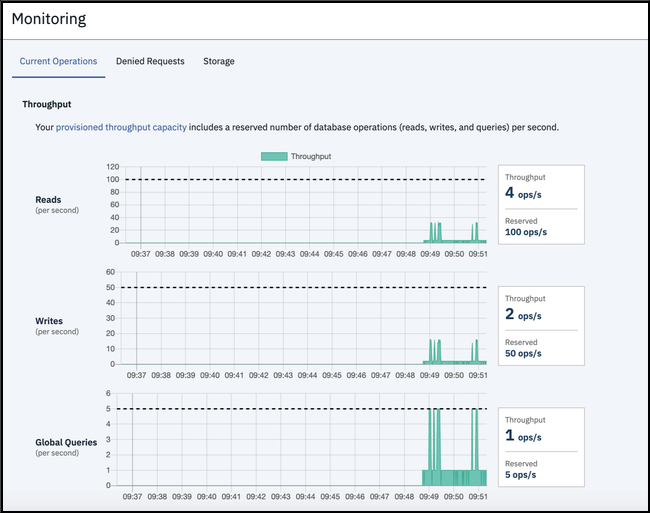 Monitoring
Current Operations Denied Requests Storage
Throughput
Your provisioned throughput capacity includes a reserved number of database operations (reads, writes, and queries) per second.
Throughput
Reads
(per second)
120
100
80
60
40
20
0
09:37 09:38 09:39 09:40 09:41 09:42 09:43 09:44 09:45 09:46 09:47 09:48 09:49 09:50 09:51
Throughput
4 ops/s
Reserved
100 ops/s
Writes
(per second)
60
50
40
30
20
10
0
09:37 09:38 09:39 09:40 09:41 09:42 09:43 09:44 09:45 09:46 09:47 09:48 09:49 09:50 09:51
Throughput
2 ops/s
Reserved
50 ops/s
Global Queries
(per second)
6
5
4
3
2
1
0
09:37 09:38 09:39 09:40 09:41 09:42 09:43 09:44 09:45 09:46 09:47 09:48 09:49 09:50 09:51
Throughput
1 ops/s
Reserved
5 ops/s